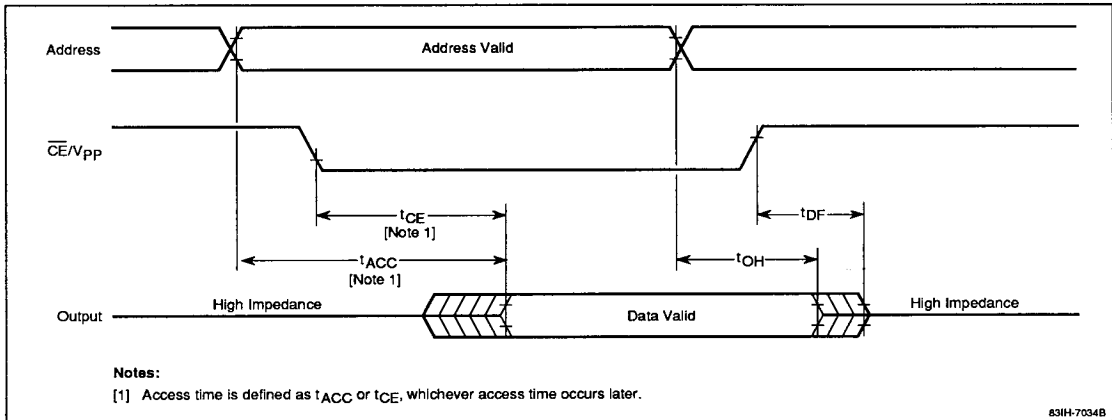 Address
Address Valid
CE/VPP
tCE
[Note 1]
tDF
tACC
[Note 1]
tOH
Output
High Impedance
Data Valid
High Impedance
Notes:
[1] Access time is defined as tACC or tCE, whichever access time occurs later.
83IH-7034B